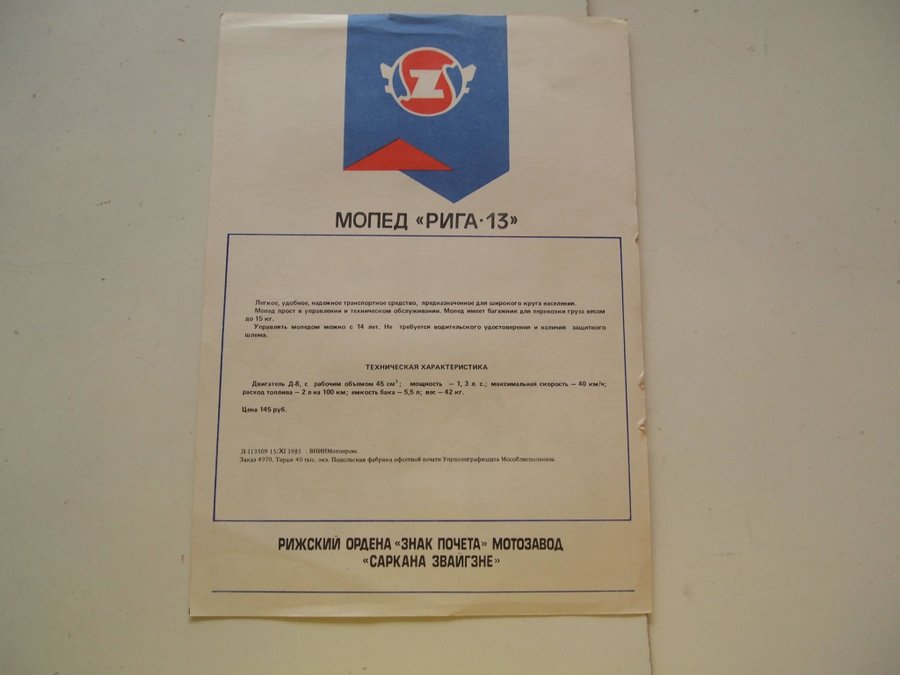 SZ
МОПЕД «РИГА-13»
Легкое, удобное, надежное транспортное средство, предназначенное для широкого круга населения.
Мопед прост в управлении и техническом обслуживании. Мопед имеет багажник для перевозки груза весом
до 15 кг.
Управлять мопедом можно с 14 лет. Не требуется водительского удостоверения и наличия защитного
шлема.
ТЕХНИЧЕСКАЯ ХАРАКТЕРИСТИКА
Двигатель Д-8, с рабочим объемом 45 см³; мощность — 1,3 л. с.; максимальная скорость — 40 км/ч;
расход топлива — 2 л на 100 км; емкость бака — 5,5 л; вес — 42 кг.
Цена 145 руб.
Л-113509 15/XI 1985 : ВНИИМотопром.
Заказ 4978. Тираж 40 тыс. экз. Подольская фабрика офсетной печати Упрполиграфиздата Мособлисполкома.
РИЖСКИЙ ОРДЕНА «ЗНАК ПОЧЕТА» МОТОЗАВОД
«САРКАНА ЗВАЙГЗНЕ»